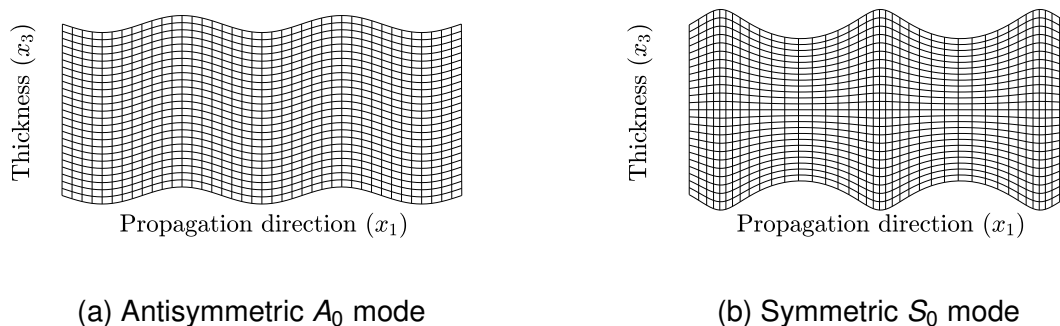 Thickness (x₃)
Propagation direction (x₁)
(a) Antisymmetric A₀ mode
Thickness (x₃)
Propagation direction (x₁)
(b) Symmetric S₀ mode